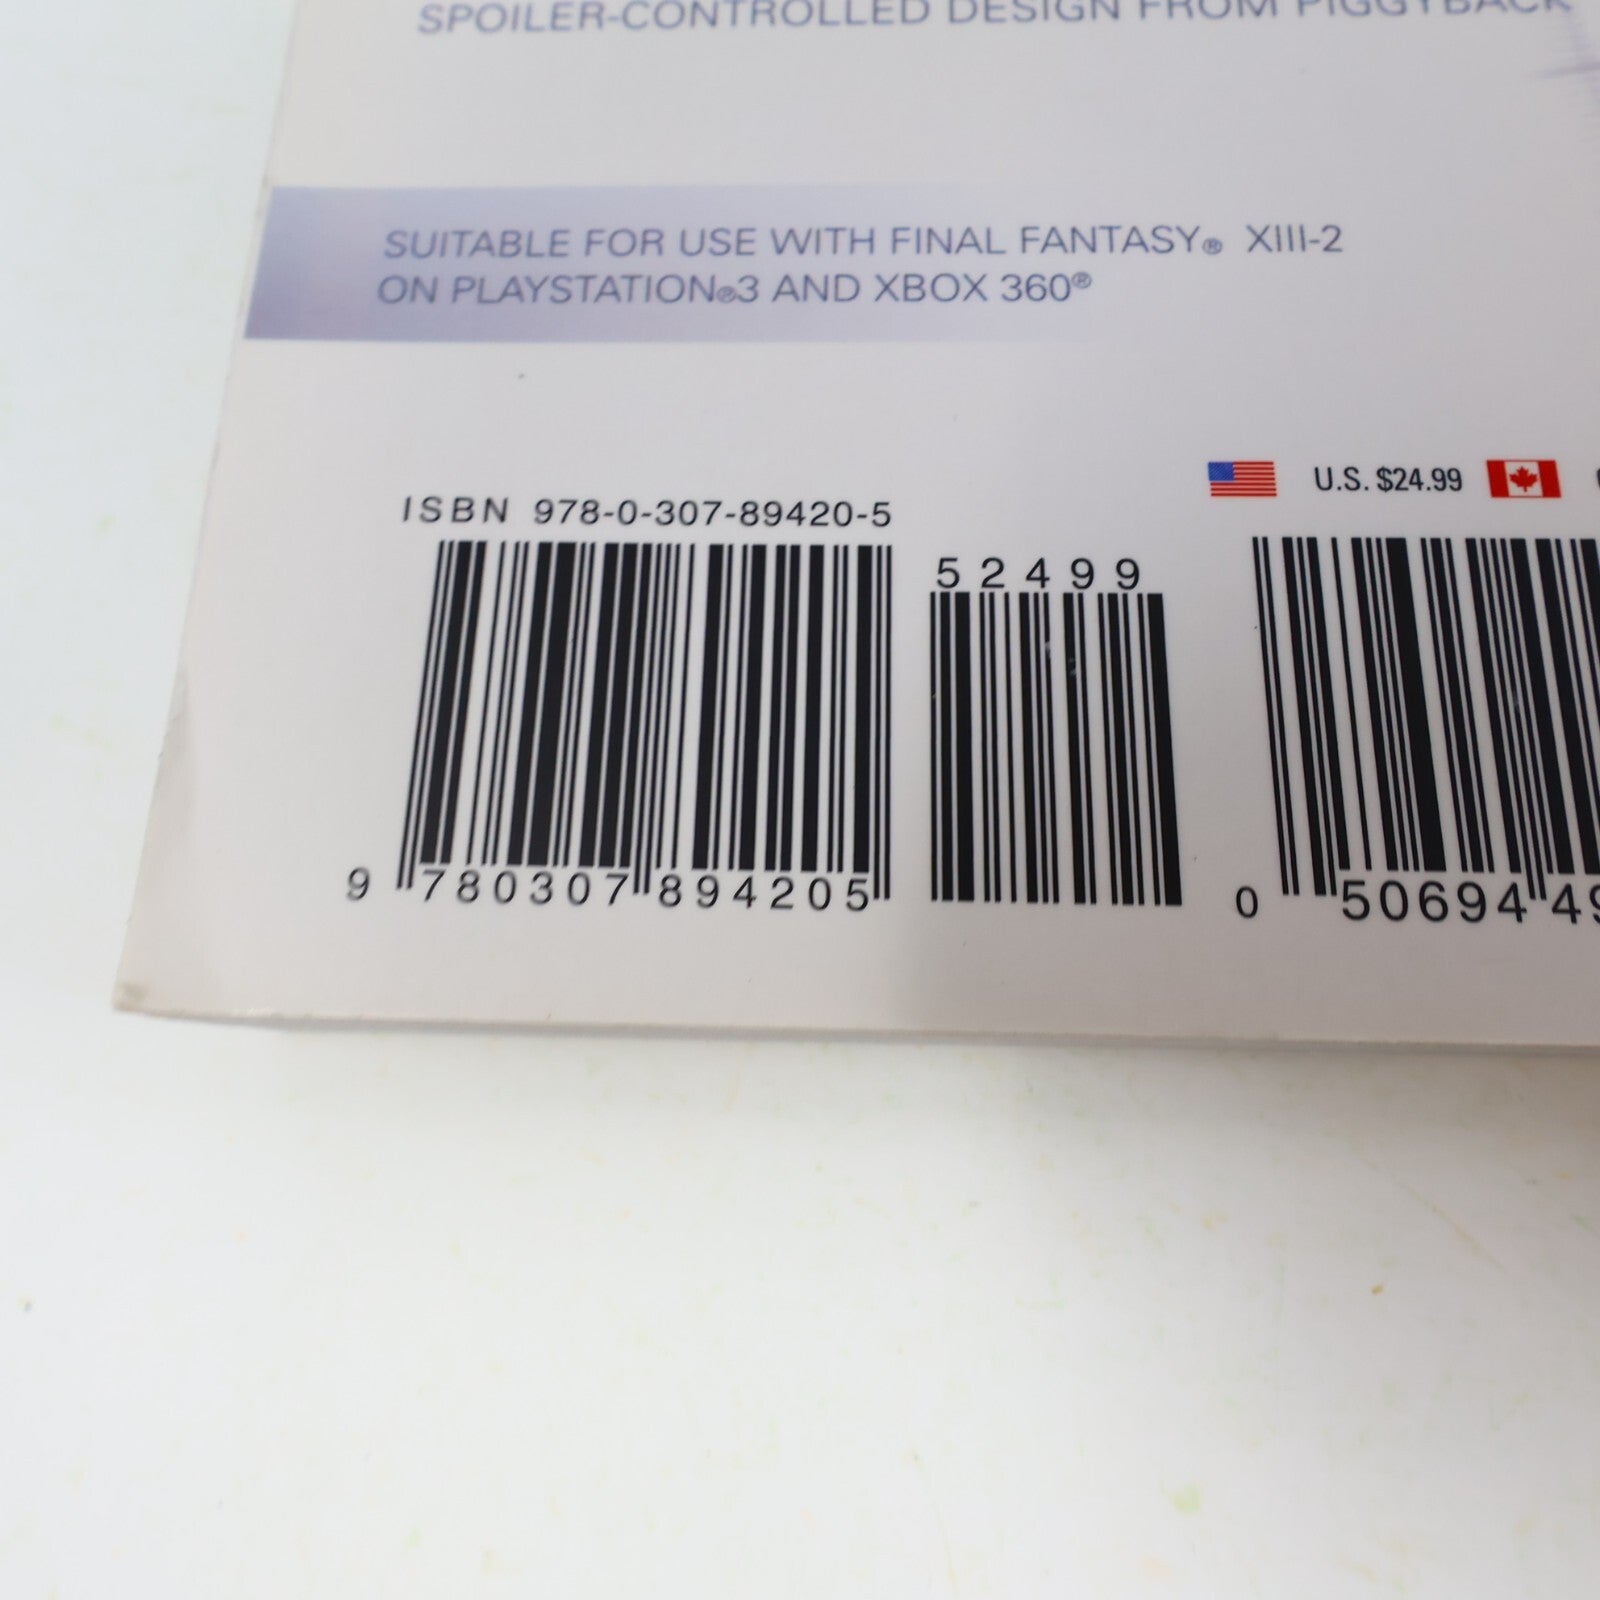 SPOILER-CONTROLLED DESIGN FROM PIGGYBACK
SUITABLE FOR USE WITH FINAL FANTASY® XIII-2
ON PLAYSTATION®3 AND XBOX 360®
U.S. $24.99
ISBN 978-0-307-89420-5
52499
9 780307 894205
0 50694 49